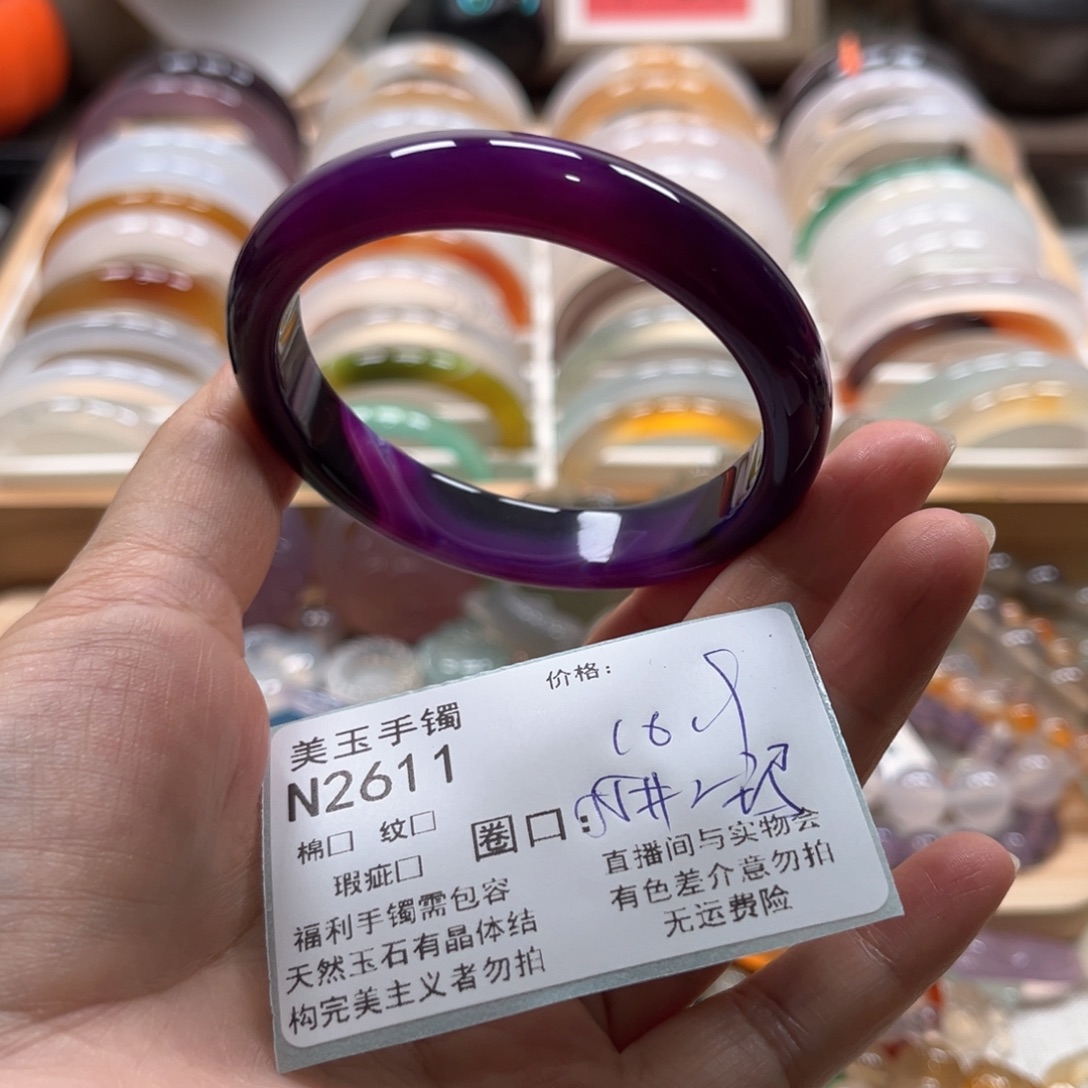 美玉手镯
价格:
N2611
棉□ 纹□
圈口:
瑕疵□
福利手镯需包容
天然玉石有晶体结
构完美主义者勿拍
直播间与实物会
有色差介意勿拍
无运费险